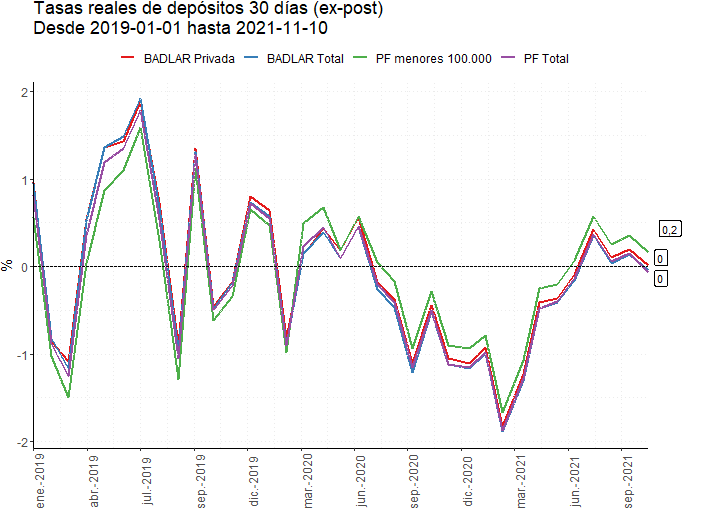 Tasas reales de depósitos 30 días (ex-post)
Desde 2019-01-01 hasta 2021-11-10
BADLAR Privada BADLAR Total PF menores 100.000 PF Total
2
1
0
-1
-2
%
0,2
0
0
ene.-2019
abr.-2019
jul.-2019
sep.-2019
dic.-2019
mar.-2020
jun.-2020
sep.-2020
dic.-2020
mar.-2021
jun.-2021
sep.-2021